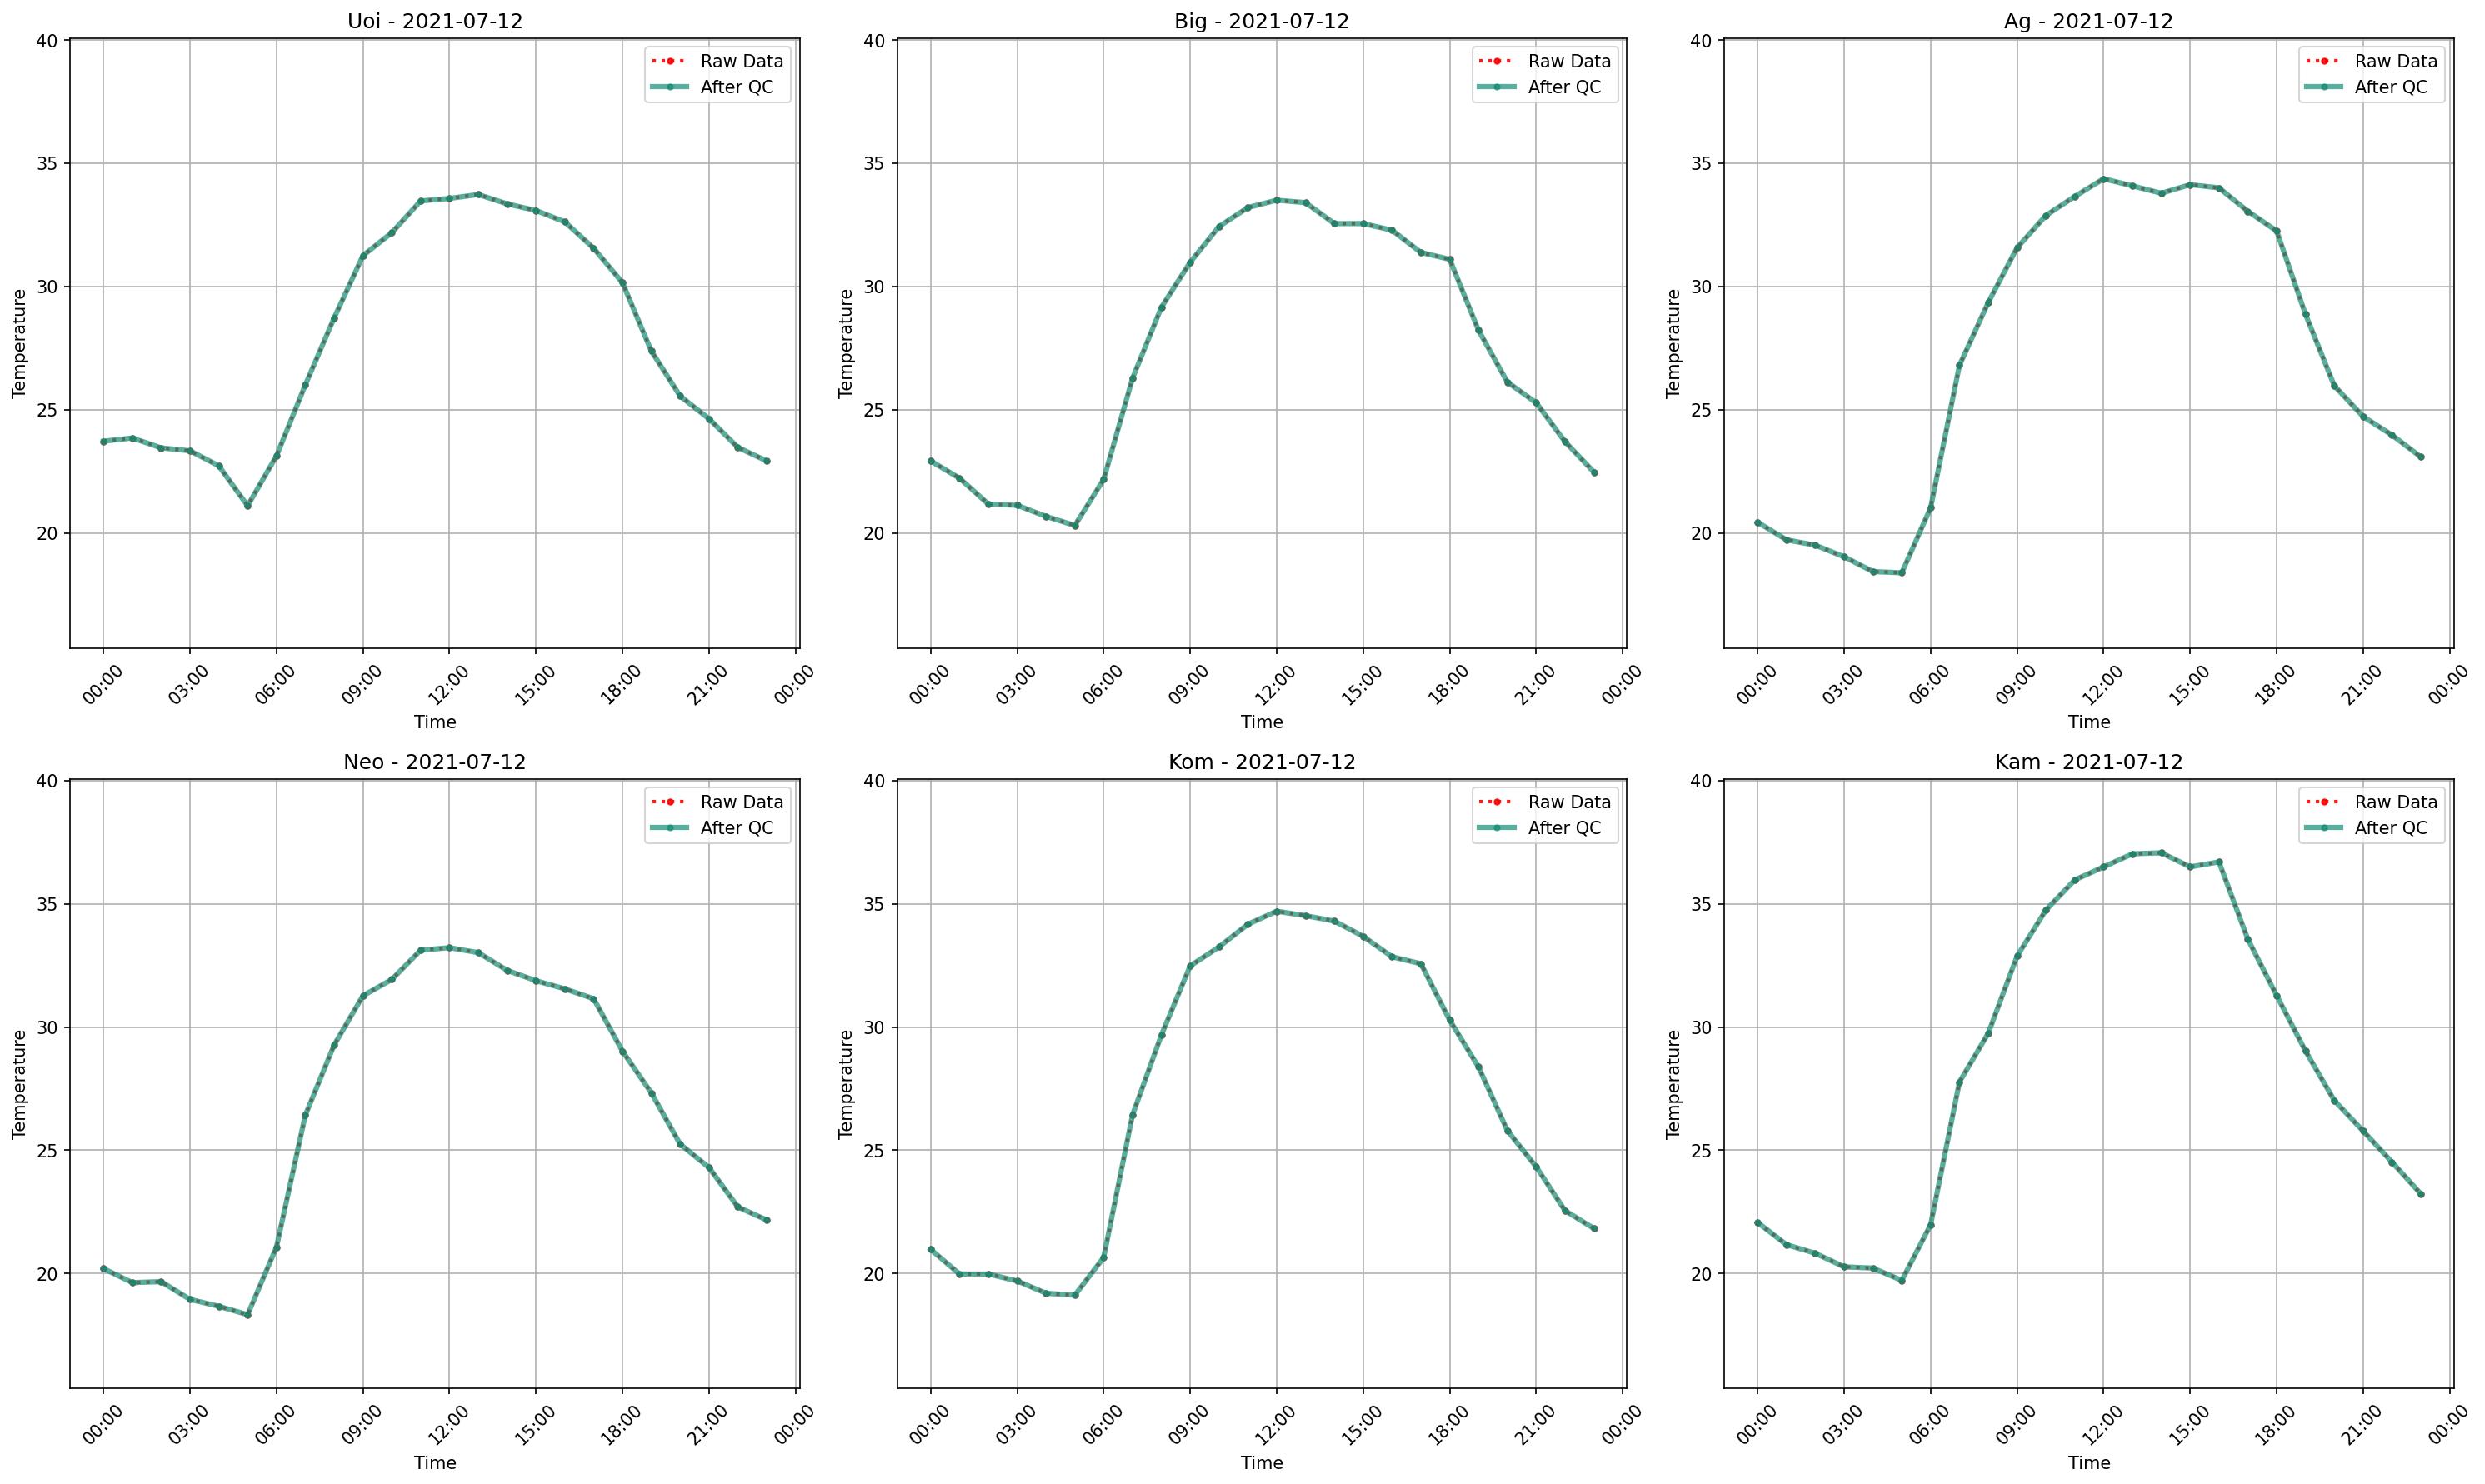 Uoi - 2021-07-12
40
35
30
25
20
Temperature
Raw Data
After QC
00:00
03:00
06:00
09:00
12:00
15:00
18:00
21:00
00:00
Time
Big - 2021-07-12
40
35
30
25
20
Temperature
Raw Data
After QC
00:00
03:00
06:00
09:00
12:00
15:00
18:00
21:00
00:00
Time
Ag - 2021-07-12
40
35
30
25
20
Temperature
Raw Data
After QC
00:00
03:00
06:00
09:00
12:00
15:00
18:00
21:00
00:00
Time
Neo - 2021-07-12
40
35
30
25
20
Temperature
Raw Data
After QC
00:00
03:00
06:00
09:00
12:00
15:00
18:00
21:00
00:00
Time
Kom - 2021-07-12
40
35
30
25
20
Temperature
Raw Data
After QC
00:00
03:00
06:00
09:00
12:00
15:00
18:00
21:00
00:00
Time
Kam - 2021-07-12
40
35
30
25
20
Temperature
Raw Data
After QC
00:00
03:00
06:00
09:00
12:00
15:00
18:00
21:00
00:00
Time